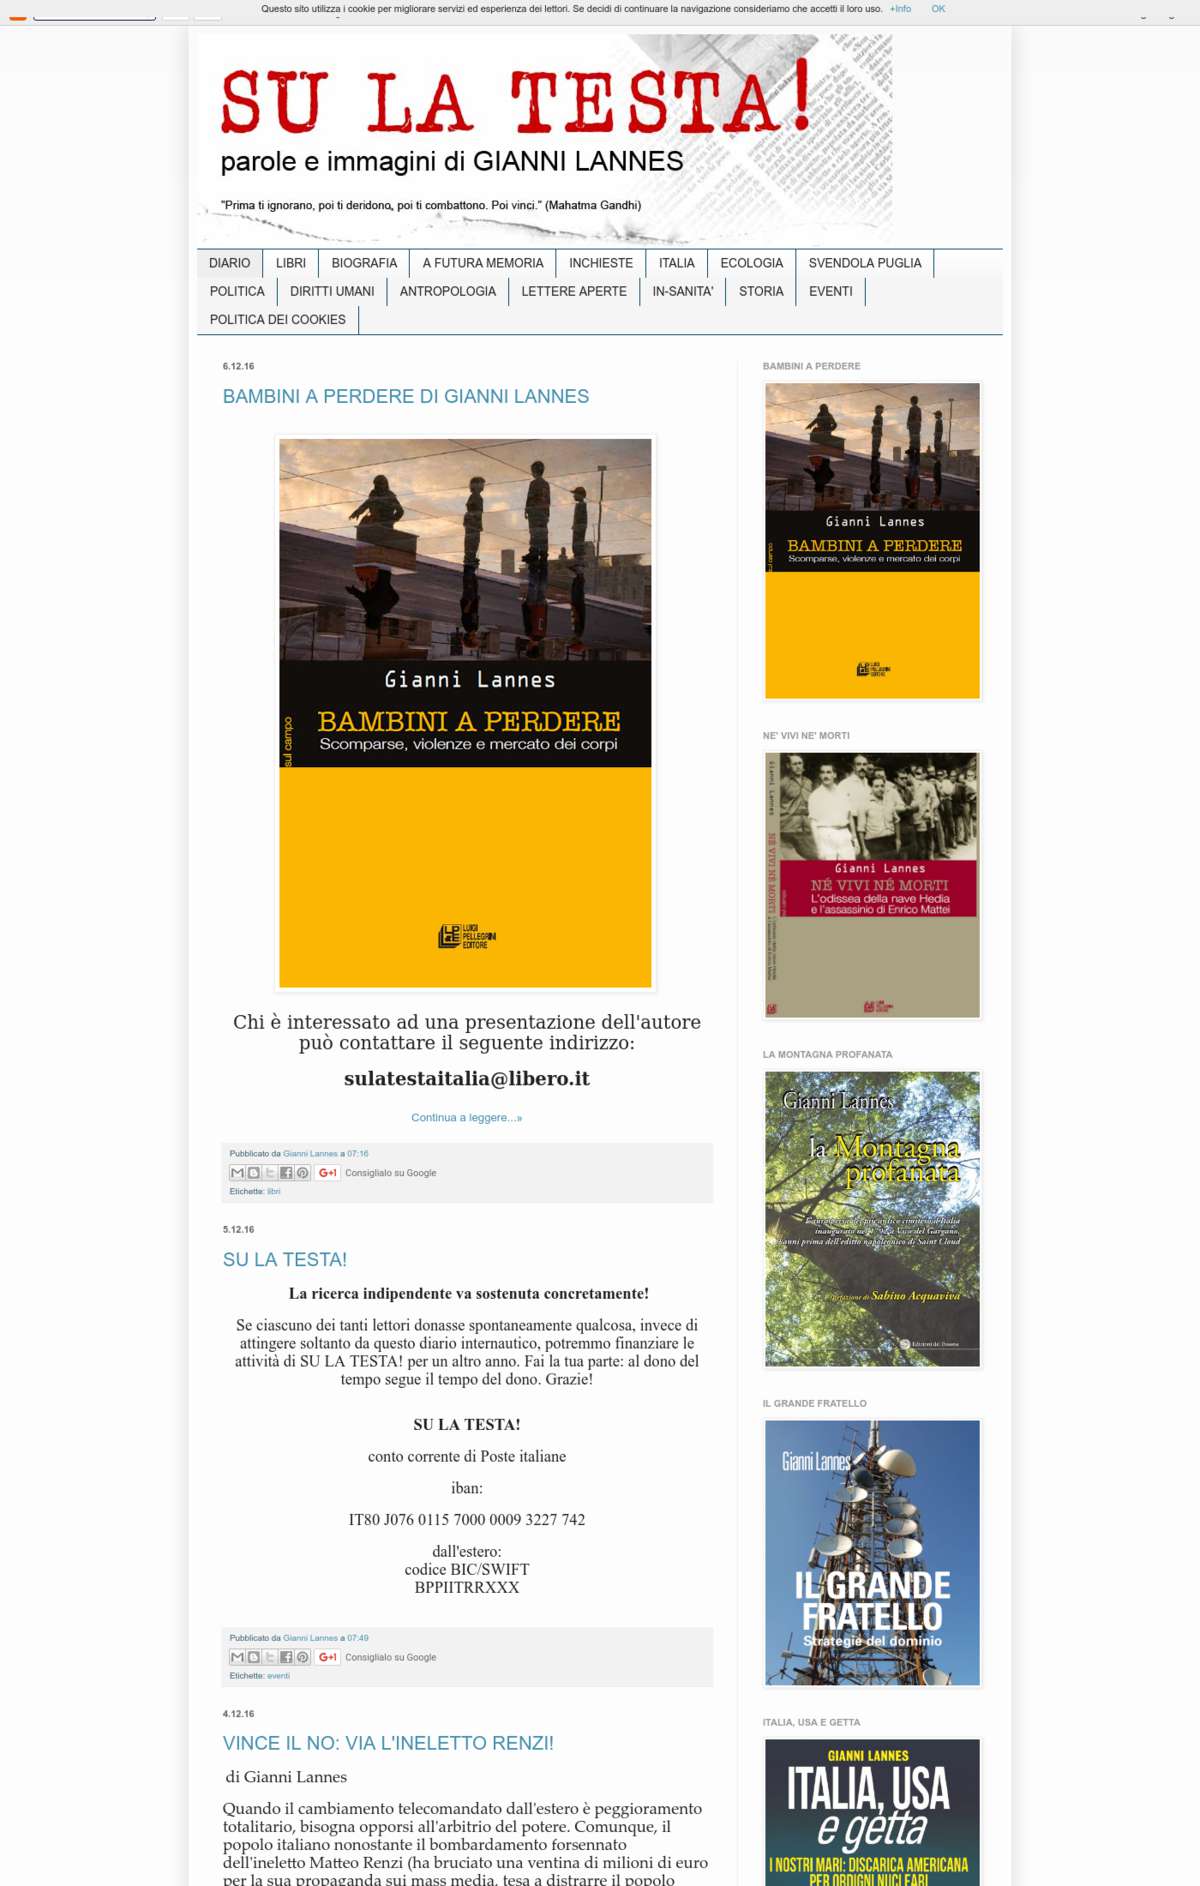 Questo sito utilizza i cookie per migliorare servizi ed esperienza dei lettori. Se decidi di continuare la navigazione consideriamo che accetti il loro uso. +Info OK
SU LA TESTA!
parole e immagini di GIANNI LANNES
"Prima ti ignorano, poi ti deridono, poi ti combattono. Poi vinci." (Mahatma Gandhi)
DIARIO LIBRI BIOGRAFIA A FUTURA MEMORIA INCHIESTE ITALIA ECOLOGIA SVENDOLA PUGLIA
POLITICA DIRITTI UMANI ANTROPOLOGIA LETTERE APERTE IN-SANITA' STORIA EVENTI
POLITICA DEI COOKIES
6.12.16
BAMBINI A PERDERE DI GIANNI LANNES
Gianni Lannes
BAMBINI A PERDERE
Scomparse, violenze e mercato dei corpi
sul campo
LUIGI
PELLEGRINI
EDITORE
Chi è interessato ad una presentazione dell'autore
può contattare il seguente indirizzo:
sulatestaitalia@libero.it
Continua a leggere...»
Pubblicato da Gianni Lannes a 07:16
G+1 Consiglialo su Google
Etichette: libri
5.12.16
SU LA TESTA!
La ricerca indipendente va sostenuta concretamente!
Se ciascuno dei tanti lettori donasse spontaneamente qualcosa, invece di
attingere soltanto da questo diario internautico, potremmo finanziare le
attività di SU LA TESTA! per un altro anno. Fai la tua parte: al dono del
tempo segue il tempo del dono. Grazie!
SU LA TESTA!
conto corrente di Poste italiane
iban:
IT80 J076 0115 7000 0009 3227 742
dall'estero:
codice BIC/SWIFT
BPPIITRRXXX
Pubblicato da Gianni Lannes a 07:49
G+1 Consiglialo su Google
Etichette: eventi
4.12.16
VINCE IL NO: VIA L'INELETTO RENZI!
di Gianni Lannes
Quando il cambiamento telecomandato dall'estero è peggioramento
totalitario, bisogna opporsi all'arbitrio del potere. Comunque, il
popolo italiano nonostante il bombardamento forsennato
dell'ineletto Matteo Renzi (ha bruciato una ventina di milioni di euro
per la sua propaganda sui mass media, tesa a distrarre il popolo
BAMBINI A PERDERE
Gianni Lannes
BAMBINI A PERDERE
Scomparse, violenze e mercato dei corpi
sul campo
LUIGI
PELLEGRINI
EDITORE
NE' VIVI NE' MORTI
Gianni Lannes
NÉ VIVI NÉ MORTI
Gianni Lannes
NÉ VIVI NÉ MORTI
L'odissea della nave Hedia
e l'assassinio di Enrico Mattei
LA MONTAGNA PROFANATA
Gianni Lannes
la Montagna
profanata
prefazione di Sabino Acquaviva
IL GRANDE FRATELLO
Gianni Lannes
IL GRANDE
FRATELLO
Strategie del dominio
ITALIA, USA E GETTA
GIANNI LANNES
ITALIA, USA
e getta
I NOSTRI MARI: DISCARICA AMERICANA
PER ORDIGNI NUCLEARI